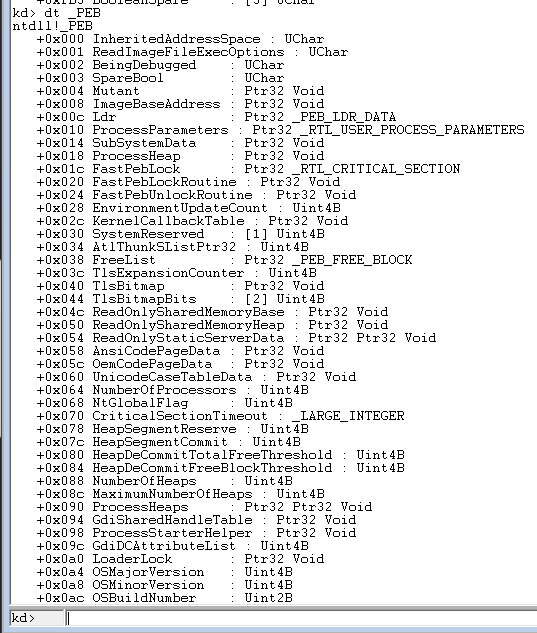 kd> dt _PEB
ntdll!_PEB
+0x000 InheritedAddressSpace : UChar
+0x001 ReadImageFileExecOptions : UChar
+0x002 BeingDebugged    : UChar
+0x003 SpareBool        : UChar
+0x004 Mutant           : Ptr32 Void
+0x008 ImageBaseAddress : Ptr32 Void
+0x00c Ldr              : Ptr32 _PEB_LDR_DATA
+0x010 ProcessParameters : Ptr32 _RTL_USER_PROCESS_PARAMETERS
+0x014 SubSystemData    : Ptr32 Void
+0x018 ProcessHeap      : Ptr32 Void
+0x01c FastPebLock      : Ptr32 _RTL_CRITICAL_SECTION
+0x020 FastPebLockRoutine : Ptr32 Void
+0x024 FastPebUnlockRoutine : Ptr32 Void
+0x028 EnvironmentUpdateCount : Uint4B
+0x02c KernelCallbackTable : Ptr32 Void
+0x030 SystemReserved   : [1] Uint4B
+0x034 AtlThunkSListPtr32 : Uint4B
+0x038 FreeList         : Ptr32 _PEB_FREE_BLOCK
+0x03c TlsExpansionCounter : Uint4B
+0x040 TlsBitmap        : Ptr32 Void
+0x044 TlsBitmapBits    : [2] Uint4B
+0x04c ReadOnlySharedMemoryBase : Ptr32 Void
+0x050 ReadOnlySharedMemoryHeap : Ptr32 Void
+0x054 ReadOnlyStaticServerData : Ptr32 Ptr32 Void
+0x058 AnsiCodePageData : Ptr32 Void
+0x05c OemCodePageData  : Ptr32 Void
+0x060 UnicodeCaseTableData : Ptr32 Void
+0x064 NumberOfProcessors : Uint4B
+0x068 NtGlobalFlag     : Uint4B
+0x070 CriticalSectionTimeout : _LARGE_INTEGER
+0x078 HeapSegmentReserve : Uint4B
+0x07c HeapSegmentCommit : Uint4B
+0x080 HeapDeCommitTotalFreeThreshold : Uint4B
+0x084 HeapDeCommitFreeBlockThreshold : Uint4B
+0x088 NumberOfHeaps    : Uint4B
+0x08c MaximumNumberOfHeaps : Uint4B
+0x090 ProcessHeaps     : Ptr32 Ptr32 Void
+0x094 GdiSharedHandleTable : Ptr32 Void
+0x098 ProcessStarterHelper : Ptr32 Void
+0x09c GdiDCAttributeList : Uint4B
+0x0a0 LoaderLock       : Ptr32 Void
+0x0a4 OSMajorVersion   : Uint4B
+0x0a8 OSMinorVersion   : Uint4B
+0x0ac OSBuildNumber    : Uint2B
kd>